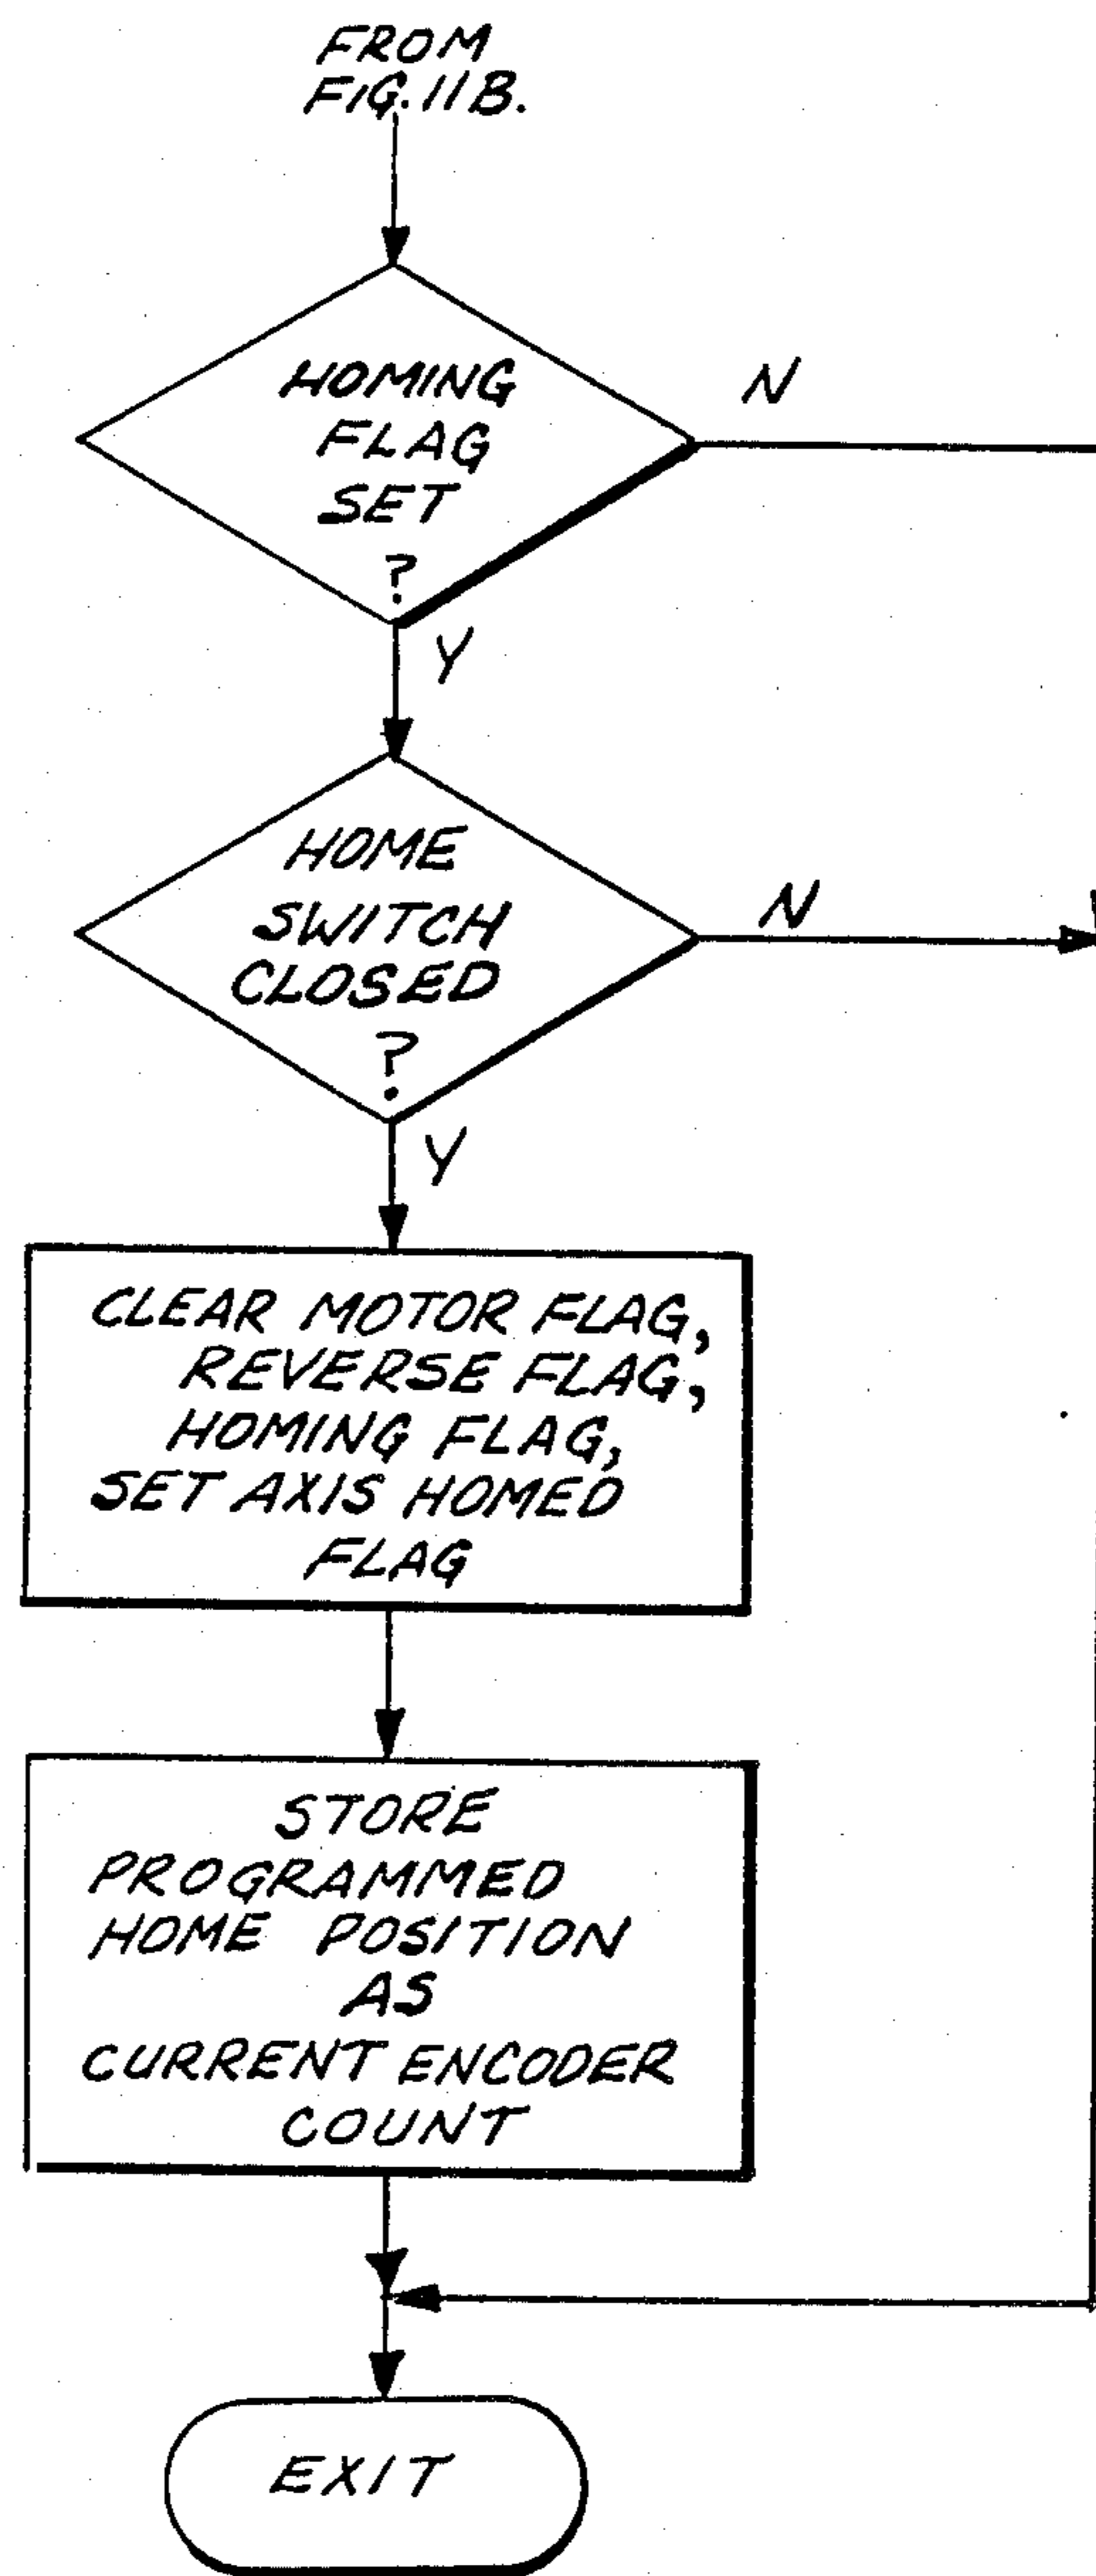 FROM
FIG. 11B.
HOMING
FLAG
SET
?
N
Y
HOME
SWITCH
CLOSED
?
N
Y
CLEAR MOTOR FLAG,
REVERSE FLAG,
HOMING FLAG,
SET AXIS HOMED
FLAG
STORE
PROGRAMMED
HOME POSITION
AS
CURRENT ENCODER
COUNT
EXIT